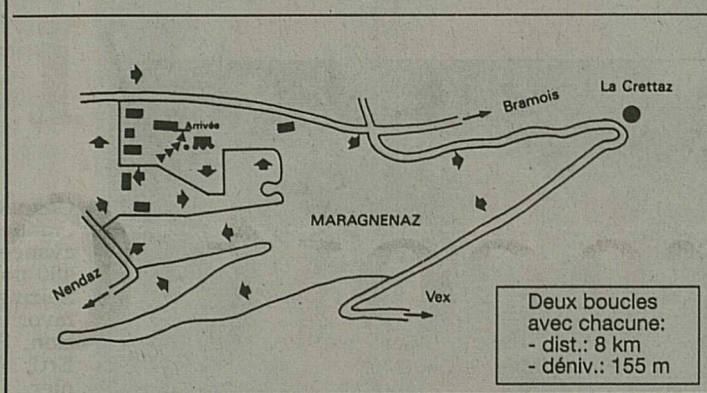 La Crettaz
Bramois
Arrivée
MARAGNENAZ
Nendaz
Vex
Deux boucles
avec chacune:
- dist.: 8 km
- déniv.: 155 m